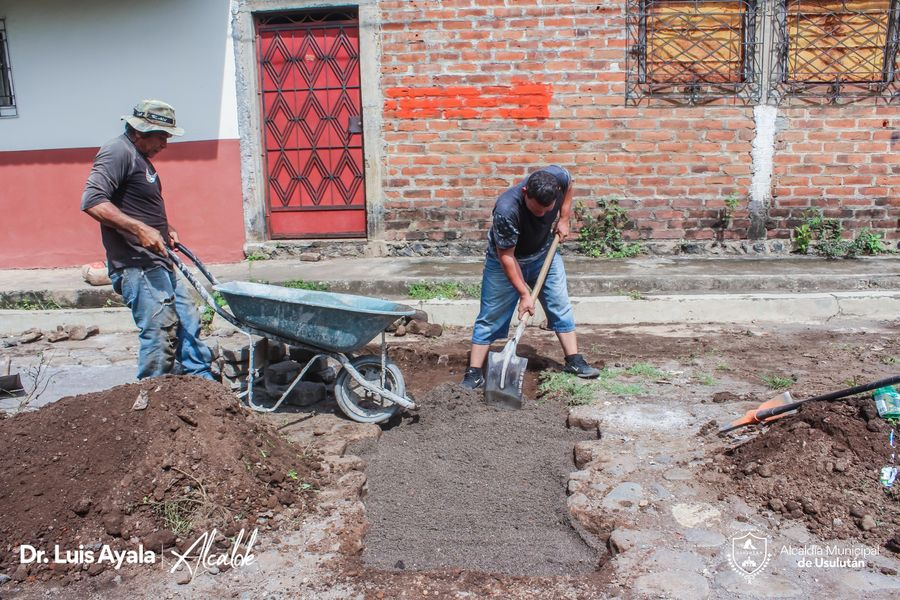 Dr. Luis Ayala Alcalde
Alcaldía Municipal
de Usulután